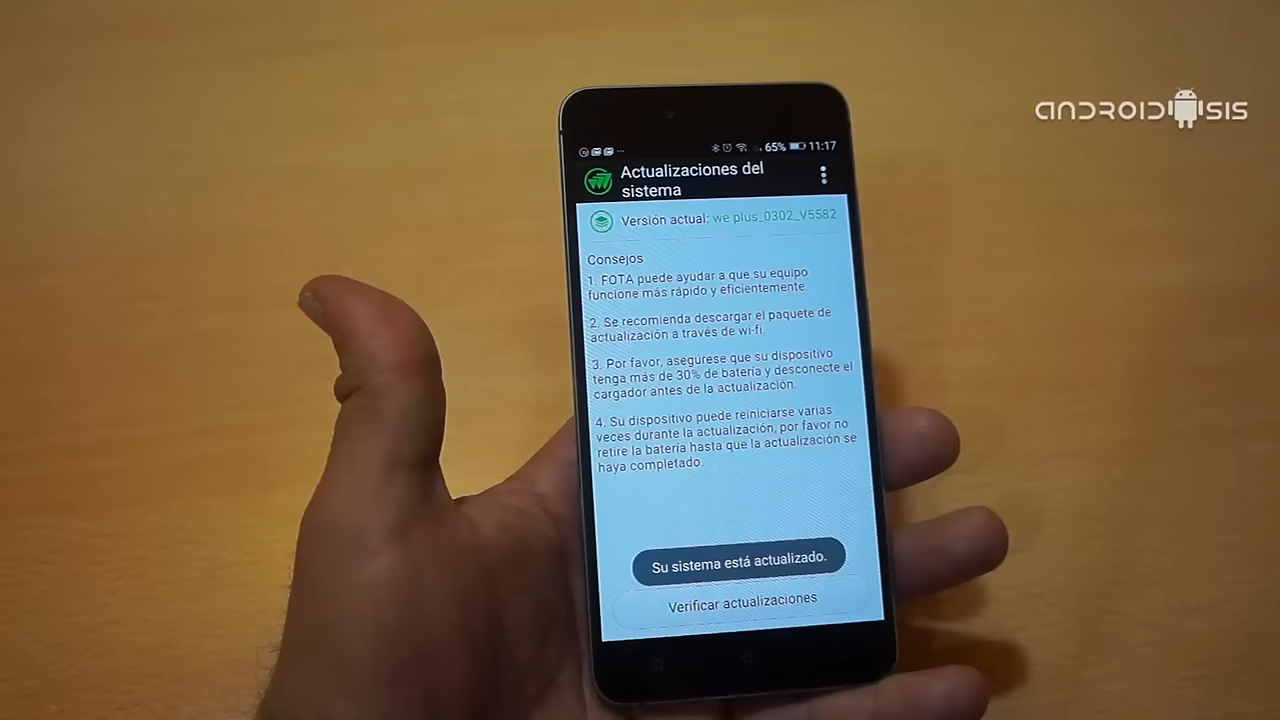 ANDROIDSIS
65% 11:17
Actualizaciones del
sistema
Versión actual: we plus_0302_V5582
Consejos
1. FOTA puede ayudar a que su equipo
funcione más rápido y eficientemente.
2. Se recomienda descargar el paquete de
actualización a través de wi-fi.
3. Por favor, asegurese que su dispositivo
tenga más de 30% de batería y desconecte el
cargador antes de la actualización.
4. Su dispositivo puede reiniciarse varias
veces durante la actualización, por favor no
retire la batería hasta que la actualización se
haya completado.
Su sistema está actualizado.
Verificar actualizaciones